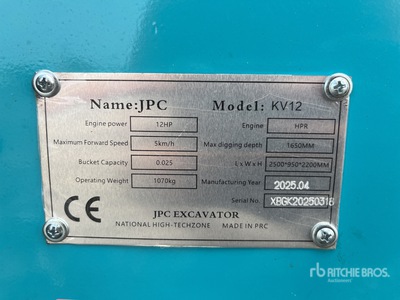 Name:JPC Model: KV12
Engine power 12HP Engine HPR
Maximum Forward Speed 5km/h Max digging depth 1650MM
Bucket Capacity 0.025 L x W x H 2500*950*2200MM
Operating Weight 1070kg Manufacturing Year 2025.04
Serial No. XBGK20250318
CE JPC EXCAVATOR
NATIONAL HIGH-TECHZONE MADE IN PRC
rb RITCHIE BROS.
Auctioneers